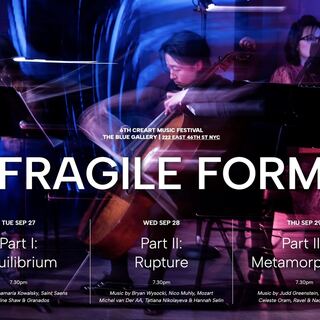 6TH CREART MUSIC FESTIVAL
THE BLUE GALLERY | 222 EAST 46TH ST NYC
FRAGILE FORM
TUE SEP 27
WED SEP 28
THU SEP 29
Part I:
Part II:
Part II
uilibrium
Rupture
Metamorp
7.30pm
7.30pm
7.30pm
amaría Kowalsky, Saint Saens
Music by Bryan Wysocki, Nico Muhly, Mozart
Music by Judd Greenstein,
ine Shaw & Granados
Michel van Der AA, Tatiana Nikolayeva & Hannah Selin
Celeste Oram, Ravel & Na